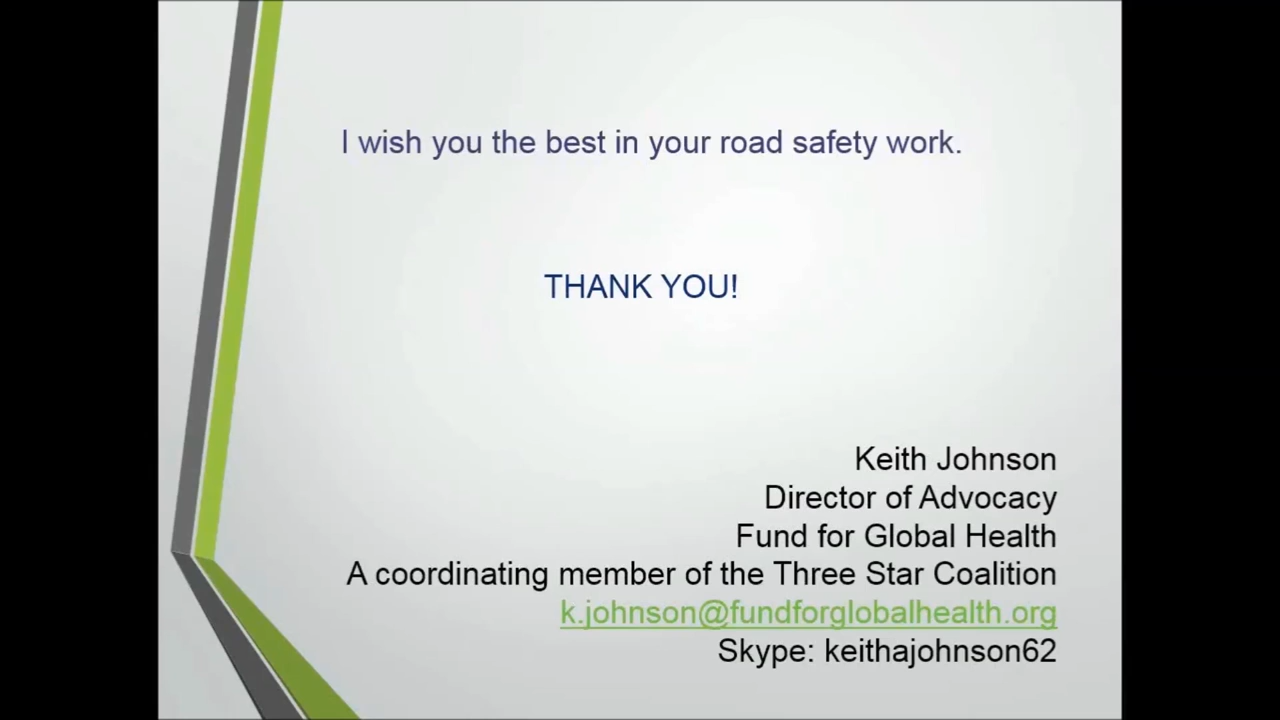 I wish you the best in your road safety work.
THANK YOU!
Keith Johnson
Director of Advocacy
Fund for Global Health
A coordinating member of the Three Star Coalition
k.johnson@fundforglobalhealth.org
Skype: keithajohnson62